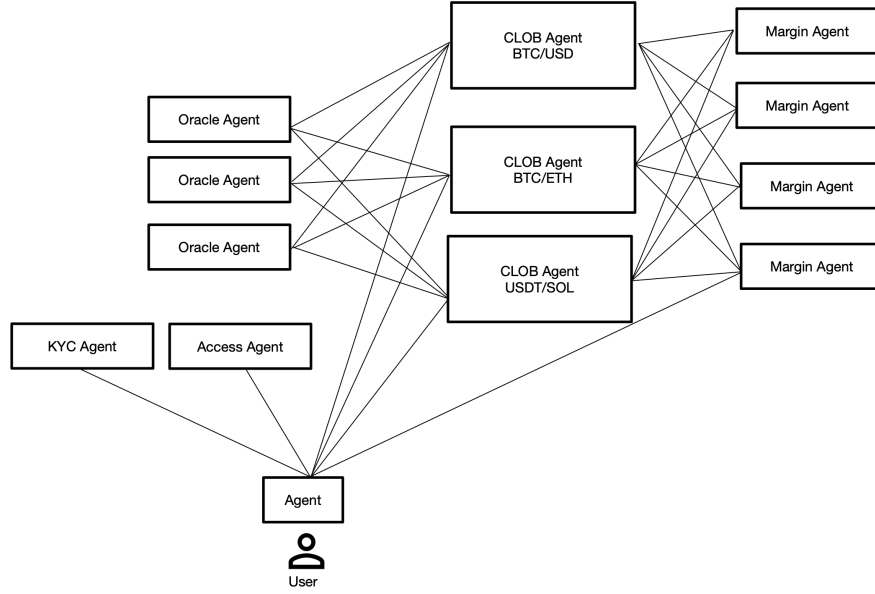 CLOB Agent
BTC/USD
Margin Agent
Oracle Agent
Margin Agent
CLOB Agent
BTC/ETH
Oracle Agent
Margin Agent
Oracle Agent
CLOB Agent
USDT/SOL
Margin Agent
KYC Agent
Access Agent
Agent
User